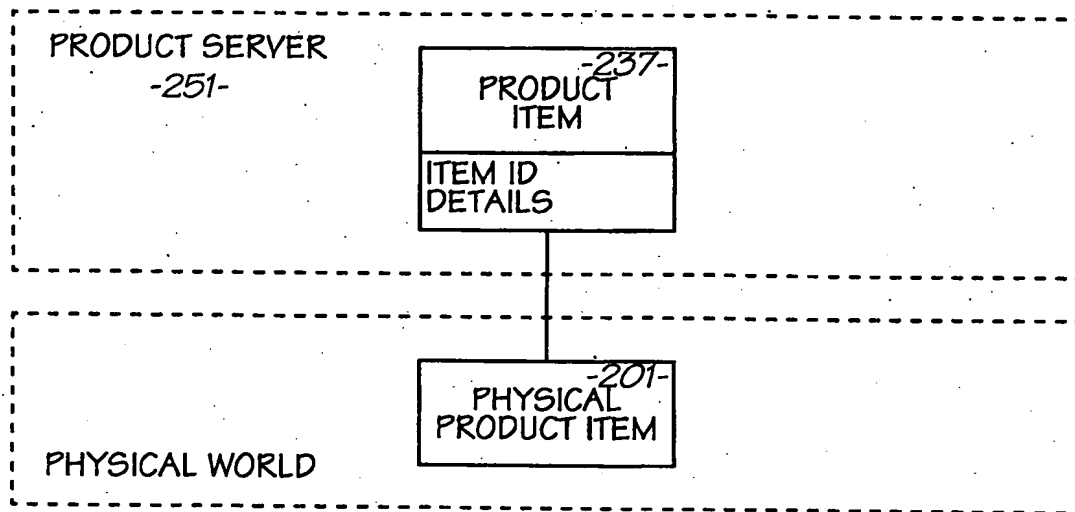 PRODUCT SERVER
-251-
-237-
PRODUCT
ITEM
ITEM ID
DETAILS
-201-
PHYSICAL
PRODUCT ITEM
PHYSICAL WORLD